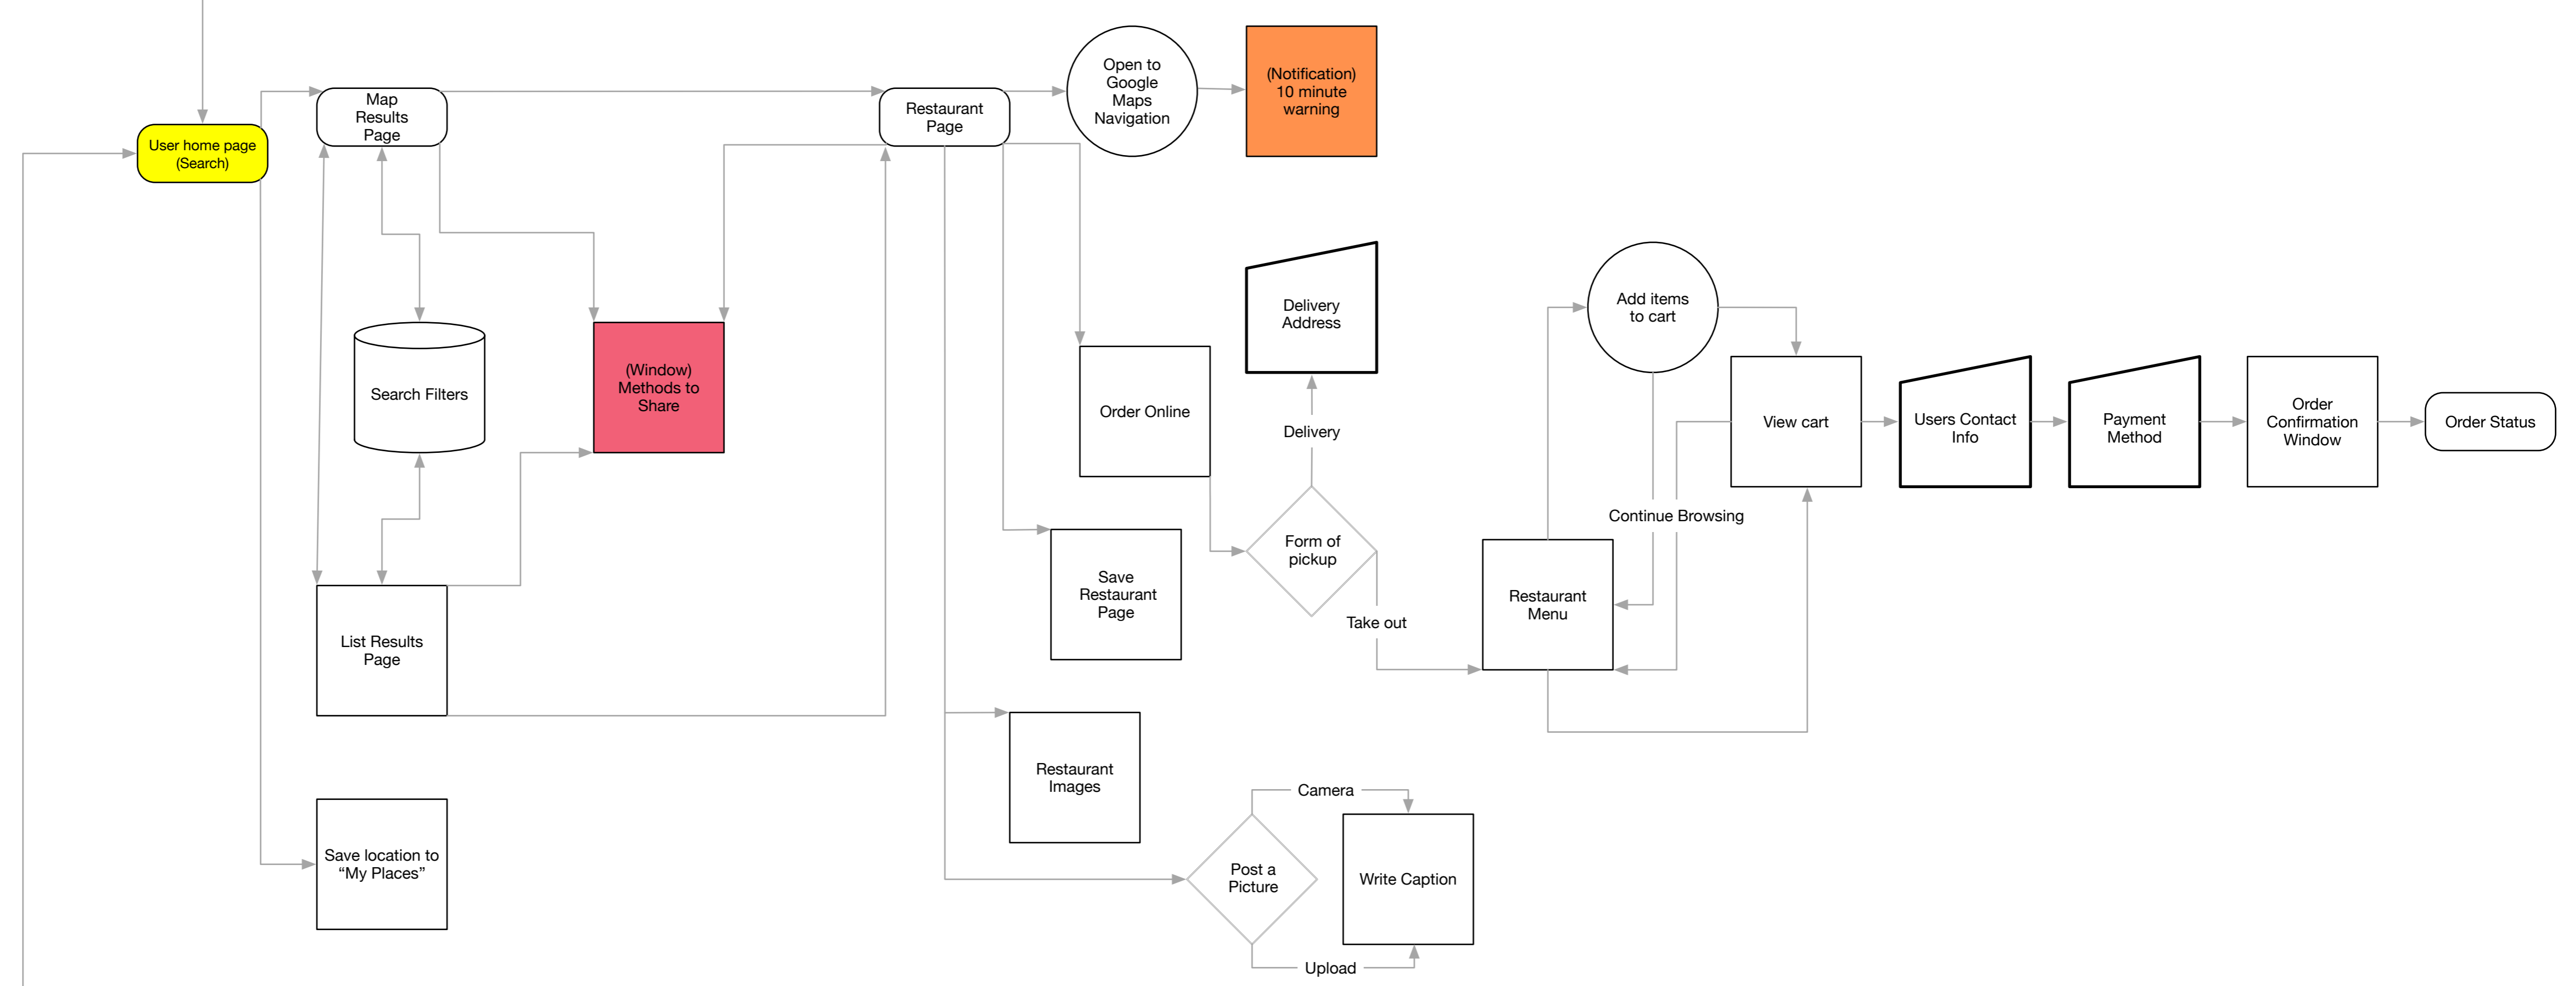 User home page
(Search)
Map
Results
Page
Restaurant
Page
Open to
Google
Maps
Navigation
(Notification)
10 minute
warning
Search Filters
(Window)
Methods to
Share
List Results
Page
Save location to
“My Places”
Order Online
Delivery
Address
Delivery
Form of
pickup
Take out
Save
Restaurant
Page
Restaurant
Images
Camera
Post a
Picture
Write Caption
Upload
Add items
to cart
Continue Browsing
Restaurant
Menu
View cart
Users Contact
Info
Payment
Method
Order
Confirmation
Window
Order Status